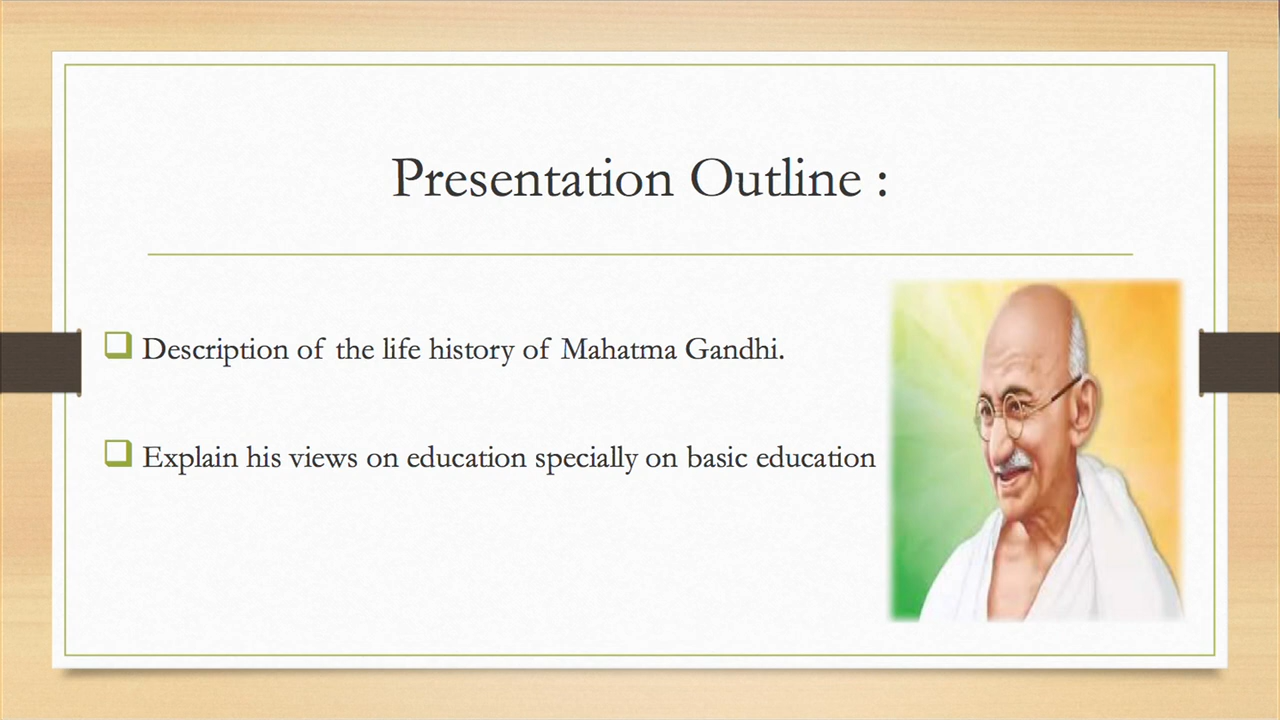 Presentation Outline :
Description of the life history of Mahatma Gandhi.
Explain his views on education specially on basic education